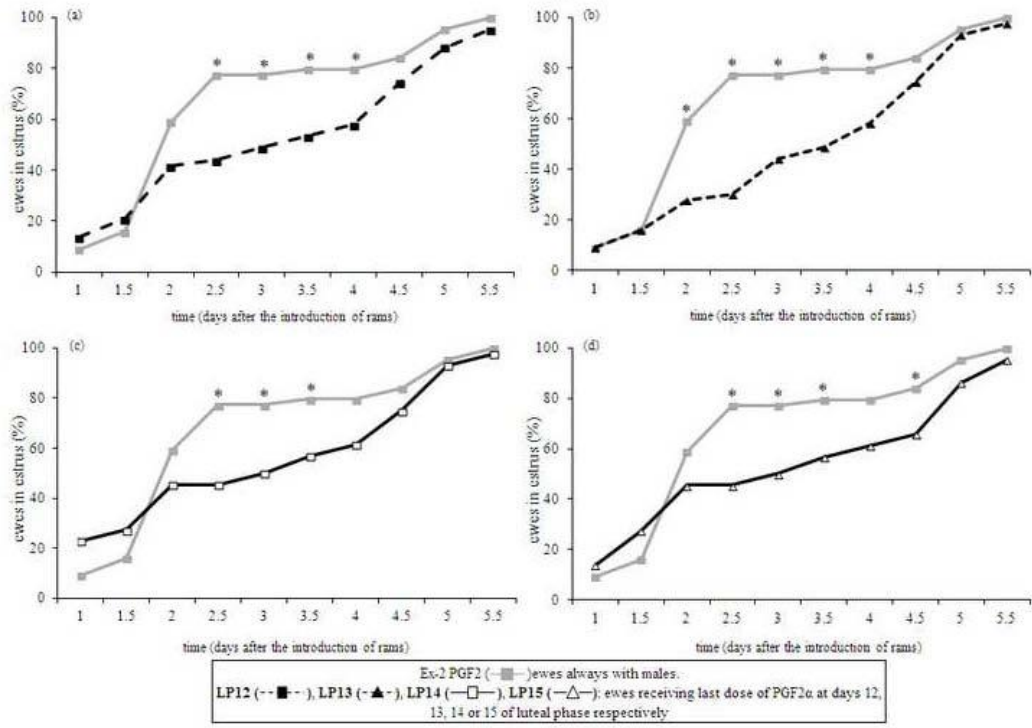 (a)
100
80
60
40
20
0
ewes in estrus (%)
* * * *
1 1.5 2 2.5 3 3.5 4 4.5 5 5.5
time (days after the introduction of rams)
(b)
100
80
60
40
20
0
ewes in estrus (%)
* * * * *
1 1.5 2 2.5 3 3.5 4 4.5 5 5.5
time (days after the introduction of rams)
(c)
100
80
60
40
20
0
ewes in estrus (%)
* * *
1 1.5 2 2.5 3 3.5 4 4.5 5 5.5
time (days after the introduction of rams)
(d)
100
80
60
40
20
0
ewes in estrus (%)
* * * *
1 1.5 2 2.5 3 3.5 4 4.5 5 5.5
time (days after the introduction of rams)
Ex-2 PGF2 ( )ewes always with males.
LP12 ( ), LP13 ( ), LP14 ( ), LP15 ( ): ewes receiving last dose of PGF2α at days 12,
13, 14 or 15 of luteal phase respectively